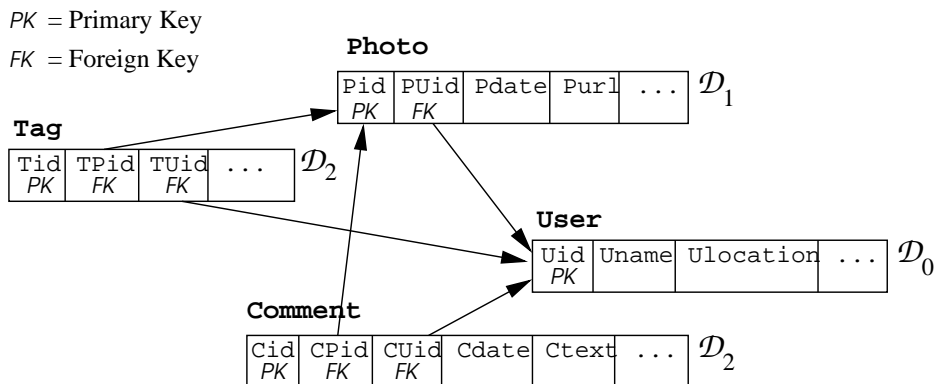 PK = Primary Key
FK = Foreign Key
Photo
Pid PUid Pdate Purl ... 𝒟1
PK FK
Tag
Tid TPid TUid ... 𝒟2
PK FK FK
User
Uid Uname Ulocation ... 𝒟0
PK
Comment
Cid CPid CUid Cdate Ctext ... 𝒟2
PK FK FK